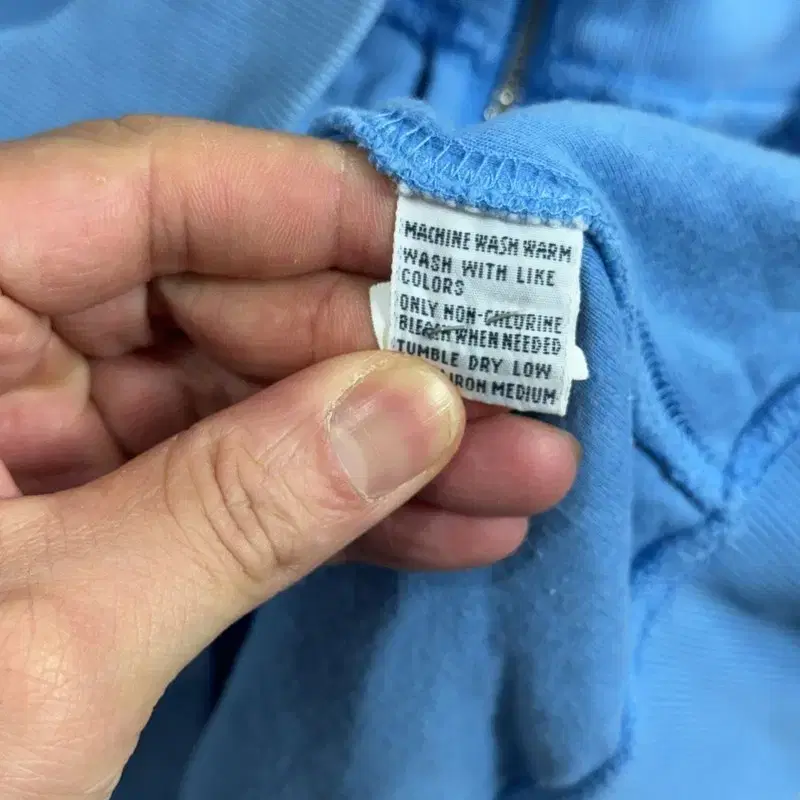 MACHINE WASH WARM
WASH WITH LIKE
COLORS
ONLY NON-CHLORINE
BLEACH WHEN NEEDED
TUMBLE DRY LOW
IRON MEDIUM